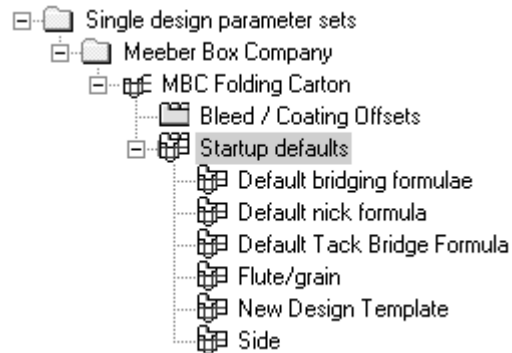 Single design parameter sets
Meeber Box Company
MBC Folding Carton
Bleed / Coating Offsets
Startup defaults
Default bridging formulae
Default nick formula
Default Tack Bridge Formula
Flute/grain
New Design Template
Side